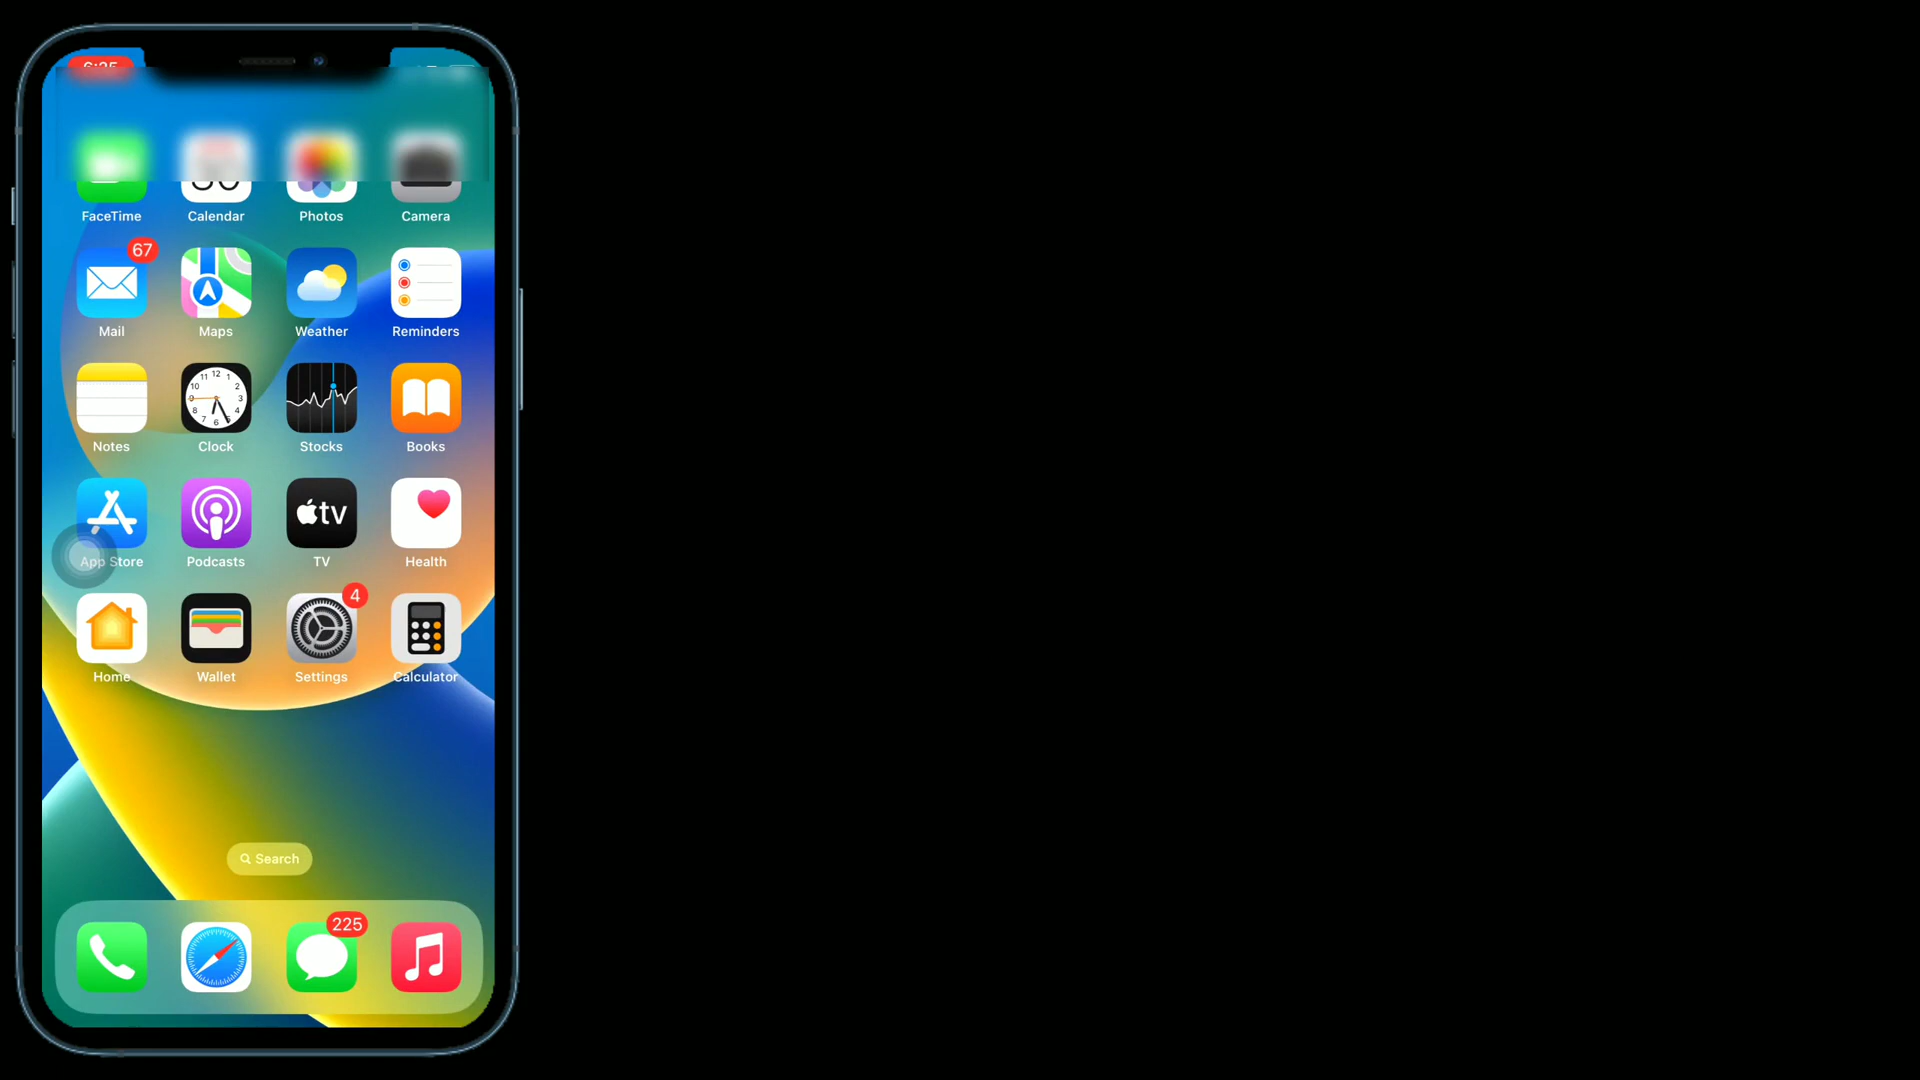 FaceTime Calendar Photos Camera
67
Mail Maps Weather Reminders
Notes Clock Stocks Books
tv
App Store Podcasts TV Health
4
Home Wallet Settings Calculator
Search
225